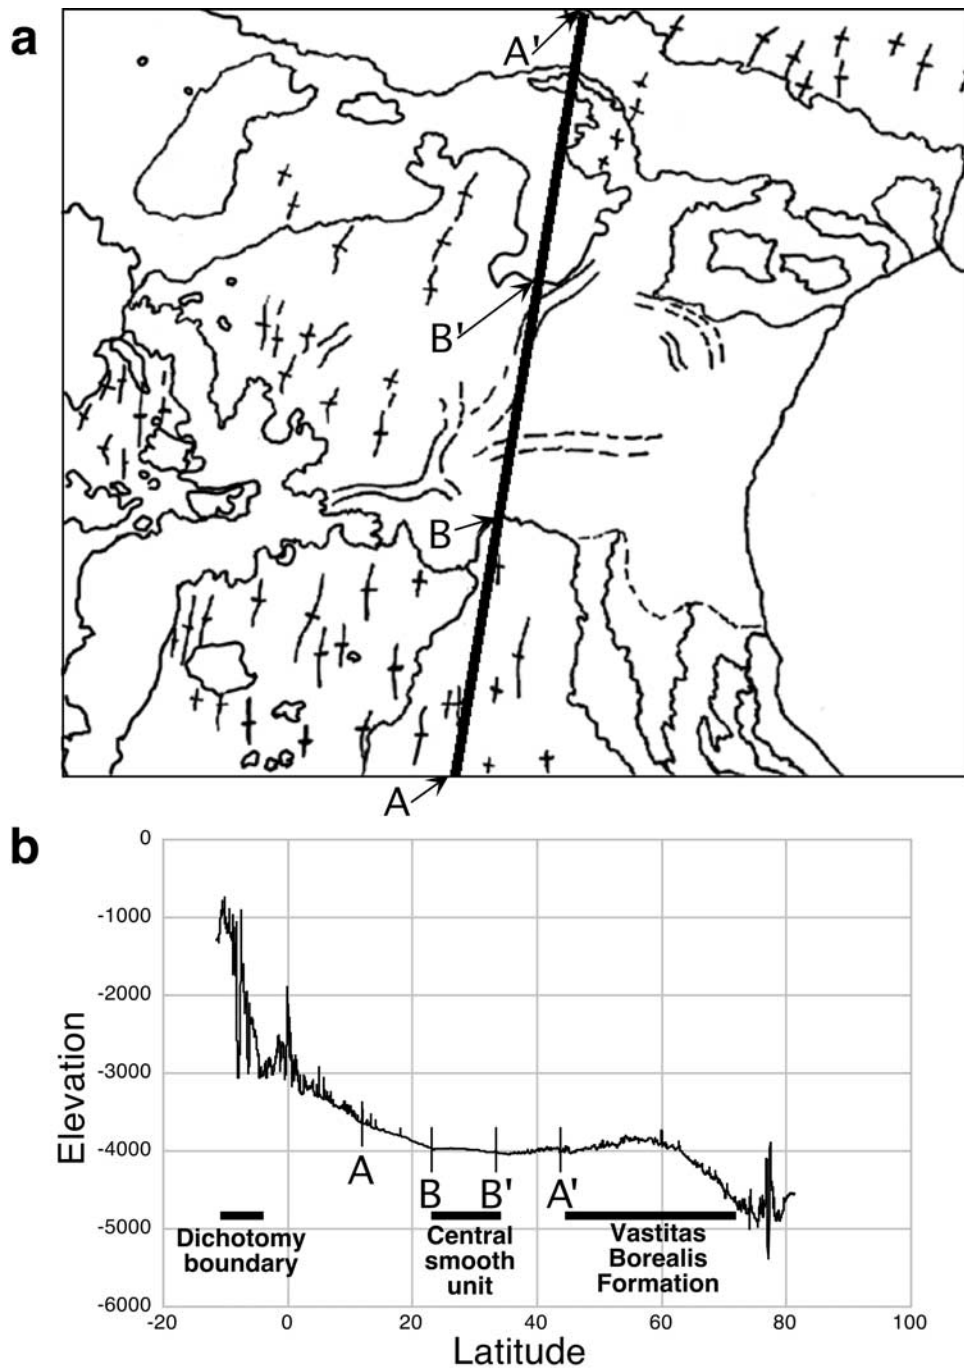 a
A'
B'
B
A
b
0
-1000
-2000
-3000
-4000
-5000
-6000
Elevation
A
B
B'
A'
Dichotomy
boundary
Central
smooth
unit
Vastitas
Borealis
Formation
-20
0
20
40
60
80
100
Latitude